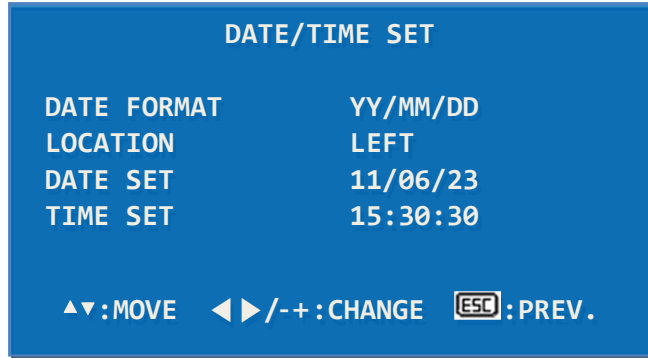 DATE/TIME SET
DATE FORMAT YY/MM/DD
LOCATION LEFT
DATE SET 11/06/23
TIME SET 15:30:30
▲▼:MOVE ◀▶/-+:CHANGE ESC:PREV.